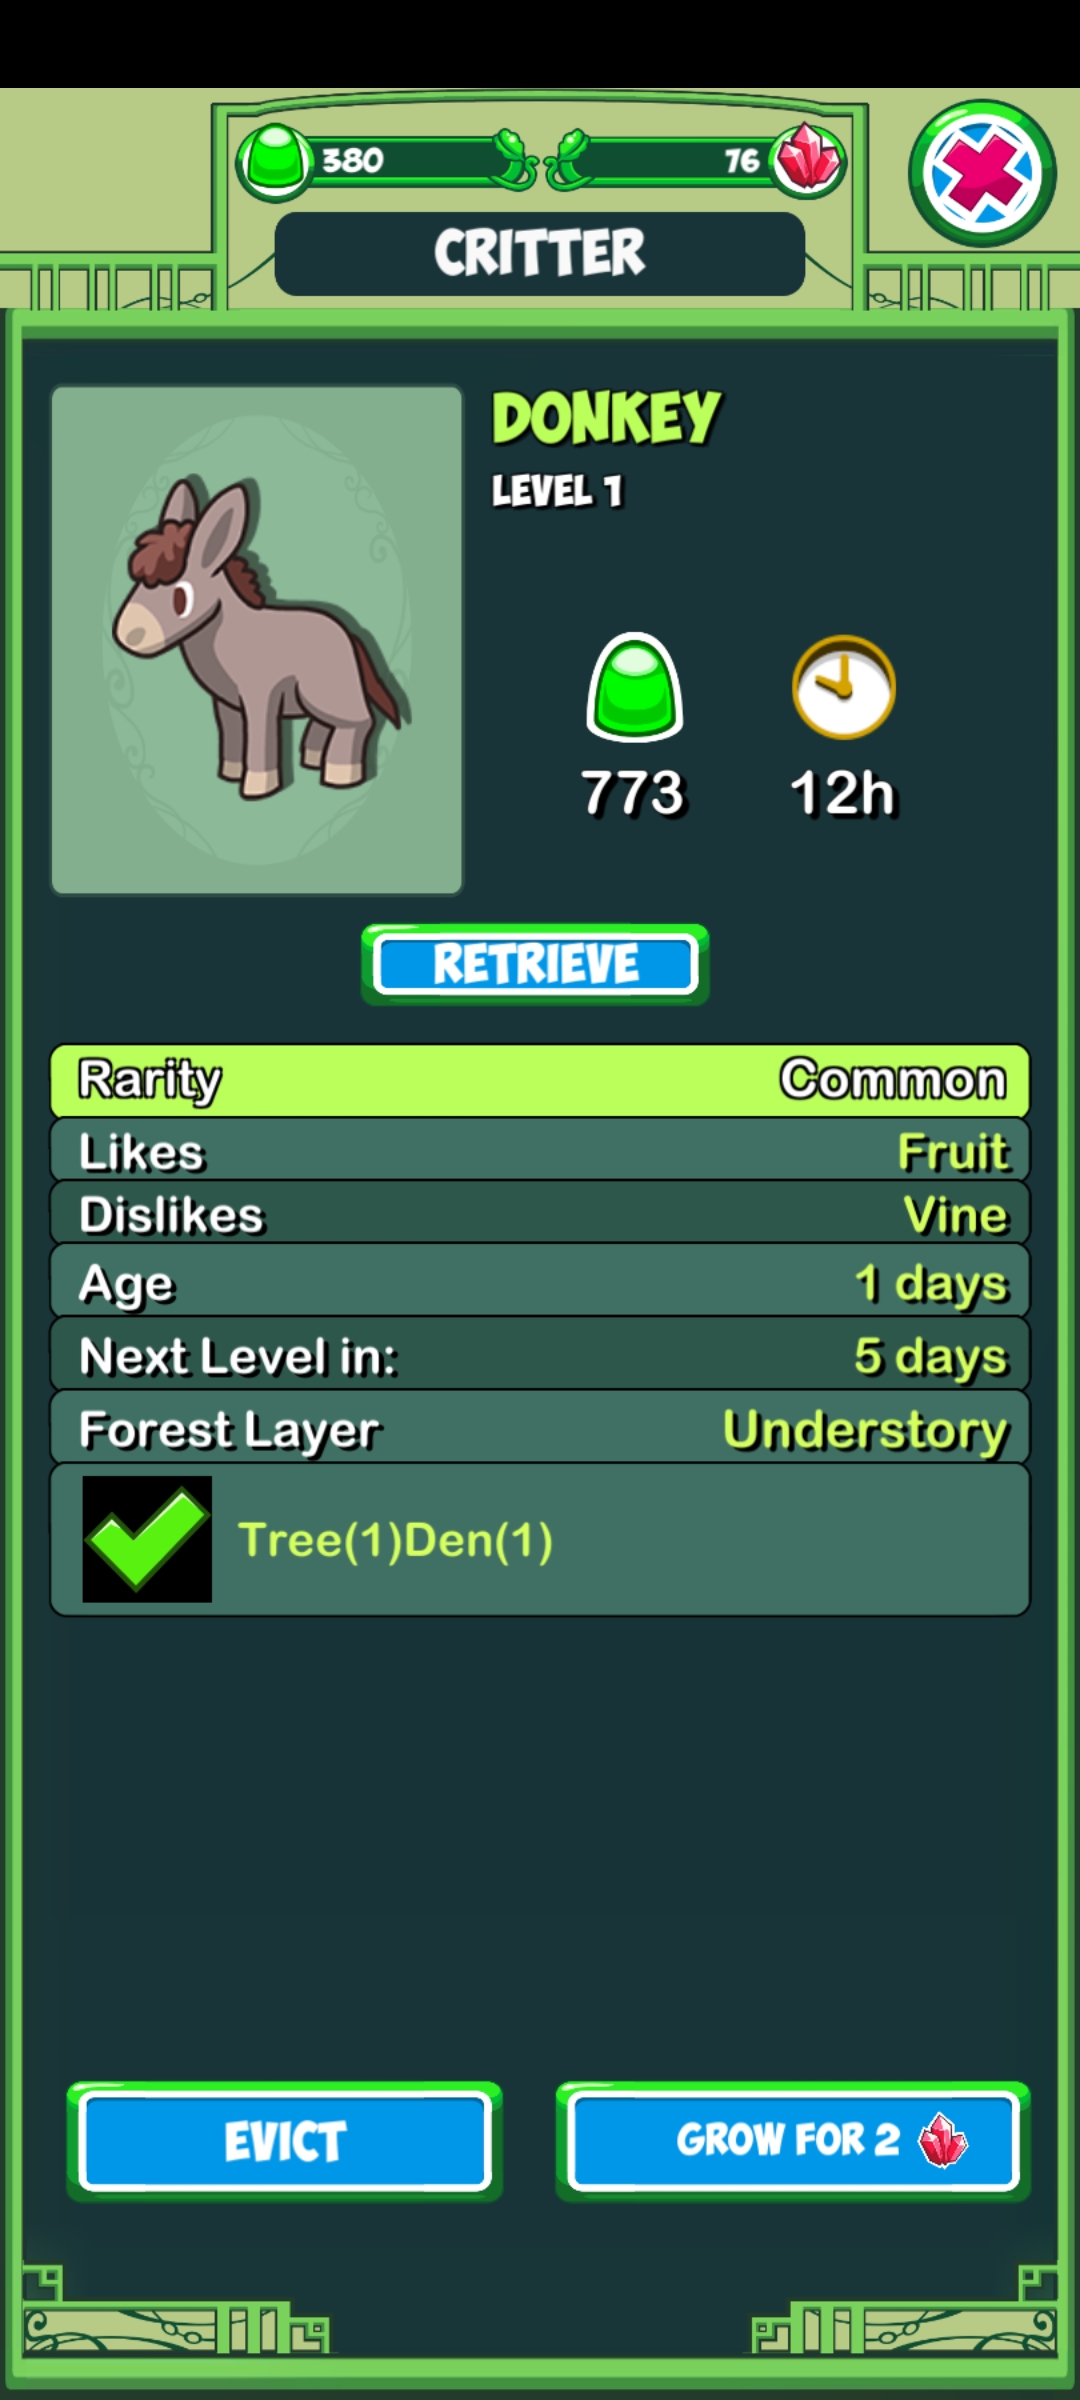 380 76
CRITTER
DONKEY
LEVEL 1
773 12h
RETRIEVE
Rarity Common
Likes Fruit
Dislikes Vine
Age 1 days
Next Level in: 5 days
Forest Layer Understory
Tree(1)Den(1)
EVICT GROW FOR 2